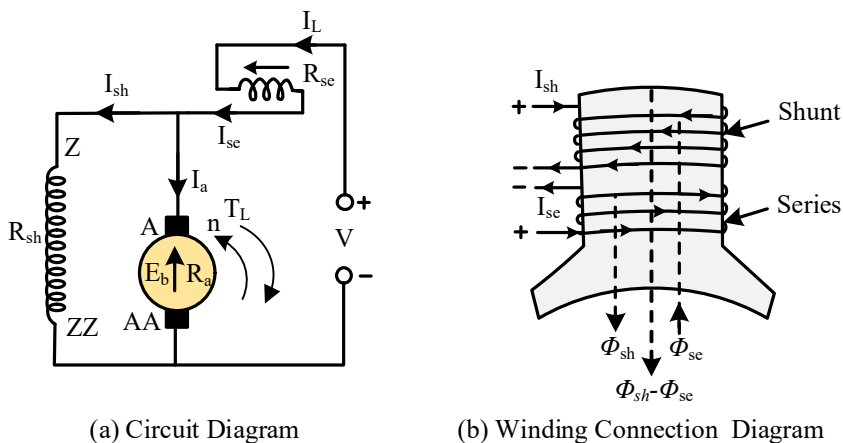 I_L
I_sh
R_se
I_se
Z
I_a
R_sh
A
n
T_L
E_b
R_a
+
V
−
ZZ
AA
(a) Circuit Diagram
I_sh
+
Shunt
−
−
I_se
Series
+
Φ_sh
Φ_se
Φ_sh-Φ_se
(b) Winding Connection Diagram